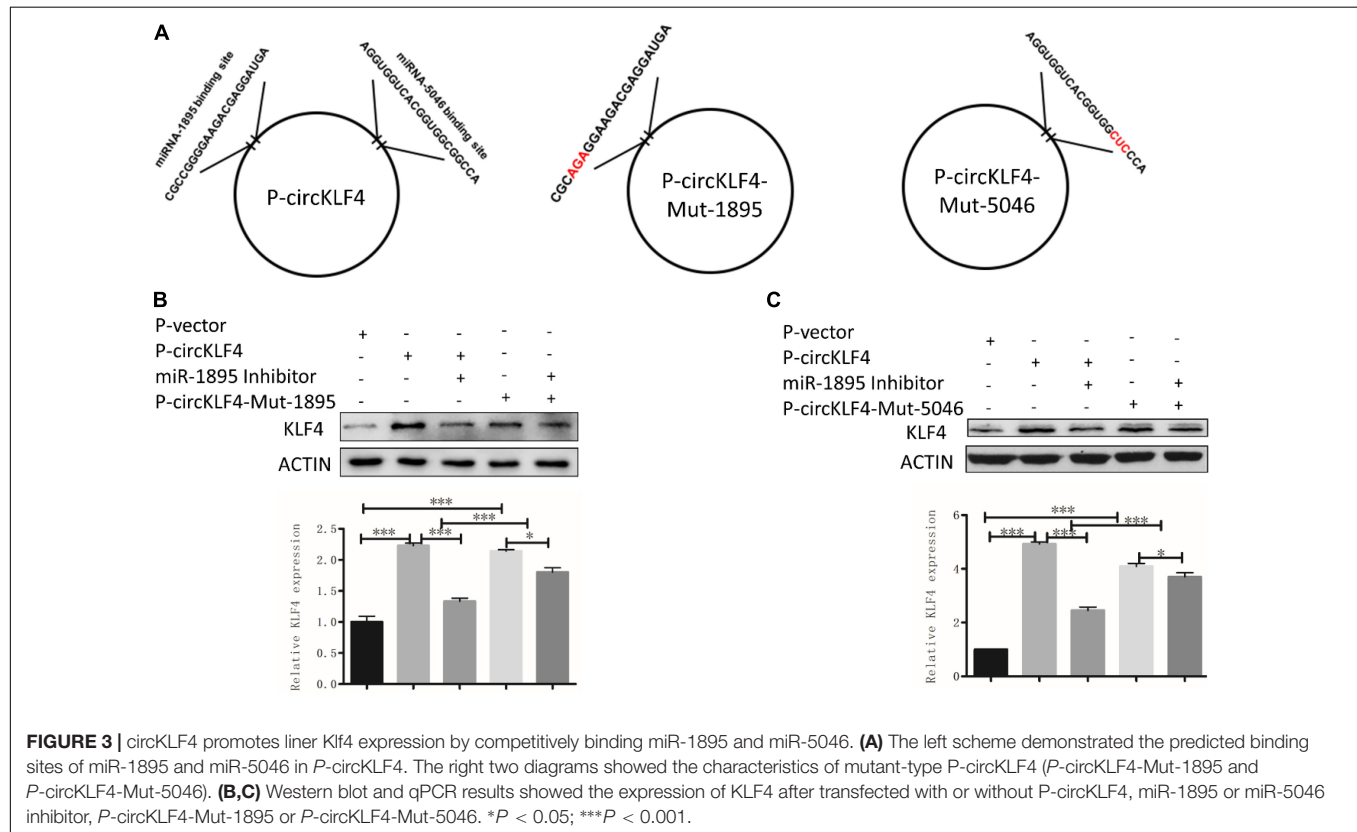 A
miRNA-1895 binding site
CGCCGGGGAAGACGAGGAUGA
AGGUGGUCACGGUGGCGGCCA
miRNA-5046 binding site
P-circKLF4
CGCAGAGGAAGACGAGGAUGA
P-circKLF4-
Mut-1895
AGGUGGUCACGGUGGCUCCCA
P-circKLF4-
Mut-5046
B
P-vector + - - - -
P-circKLF4 - + + - -
miR-1895 Inhibitor - - + - +
P-circKLF4-Mut-1895 - - - + +
KLF4
ACTIN
Relative KLF4 expression
2.5
2.0
1.5
1.0
0.5
0.0
***
***
***
***
*
C
P-vector + - - - -
P-circKLF4 - + + - -
miR-1895 Inhibitor - - + - +
P-circKLF4-Mut-5046 - - - + +
KLF4
ACTIN
Relative KLF4 expression
6
4
2
0
***
***
***
***
*
FIGURE 3 | circKLF4 promotes liner Klf4 expression by competitively binding miR-1895 and miR-5046. (A) The left scheme demonstrated the predicted binding
sites of miR-1895 and miR-5046 in P-circKLF4. The right two diagrams showed the characteristics of mutant-type P-circKLF4 (P-circKLF4-Mut-1895 and
P-circKLF4-Mut-5046). (B,C) Western blot and qPCR results showed the expression of KLF4 after transfected with or without P-circKLF4, miR-1895 or miR-5046
inhibitor, P-circKLF4-Mut-1895 or P-circKLF4-Mut-5046. *P < 0.05; ***P < 0.001.